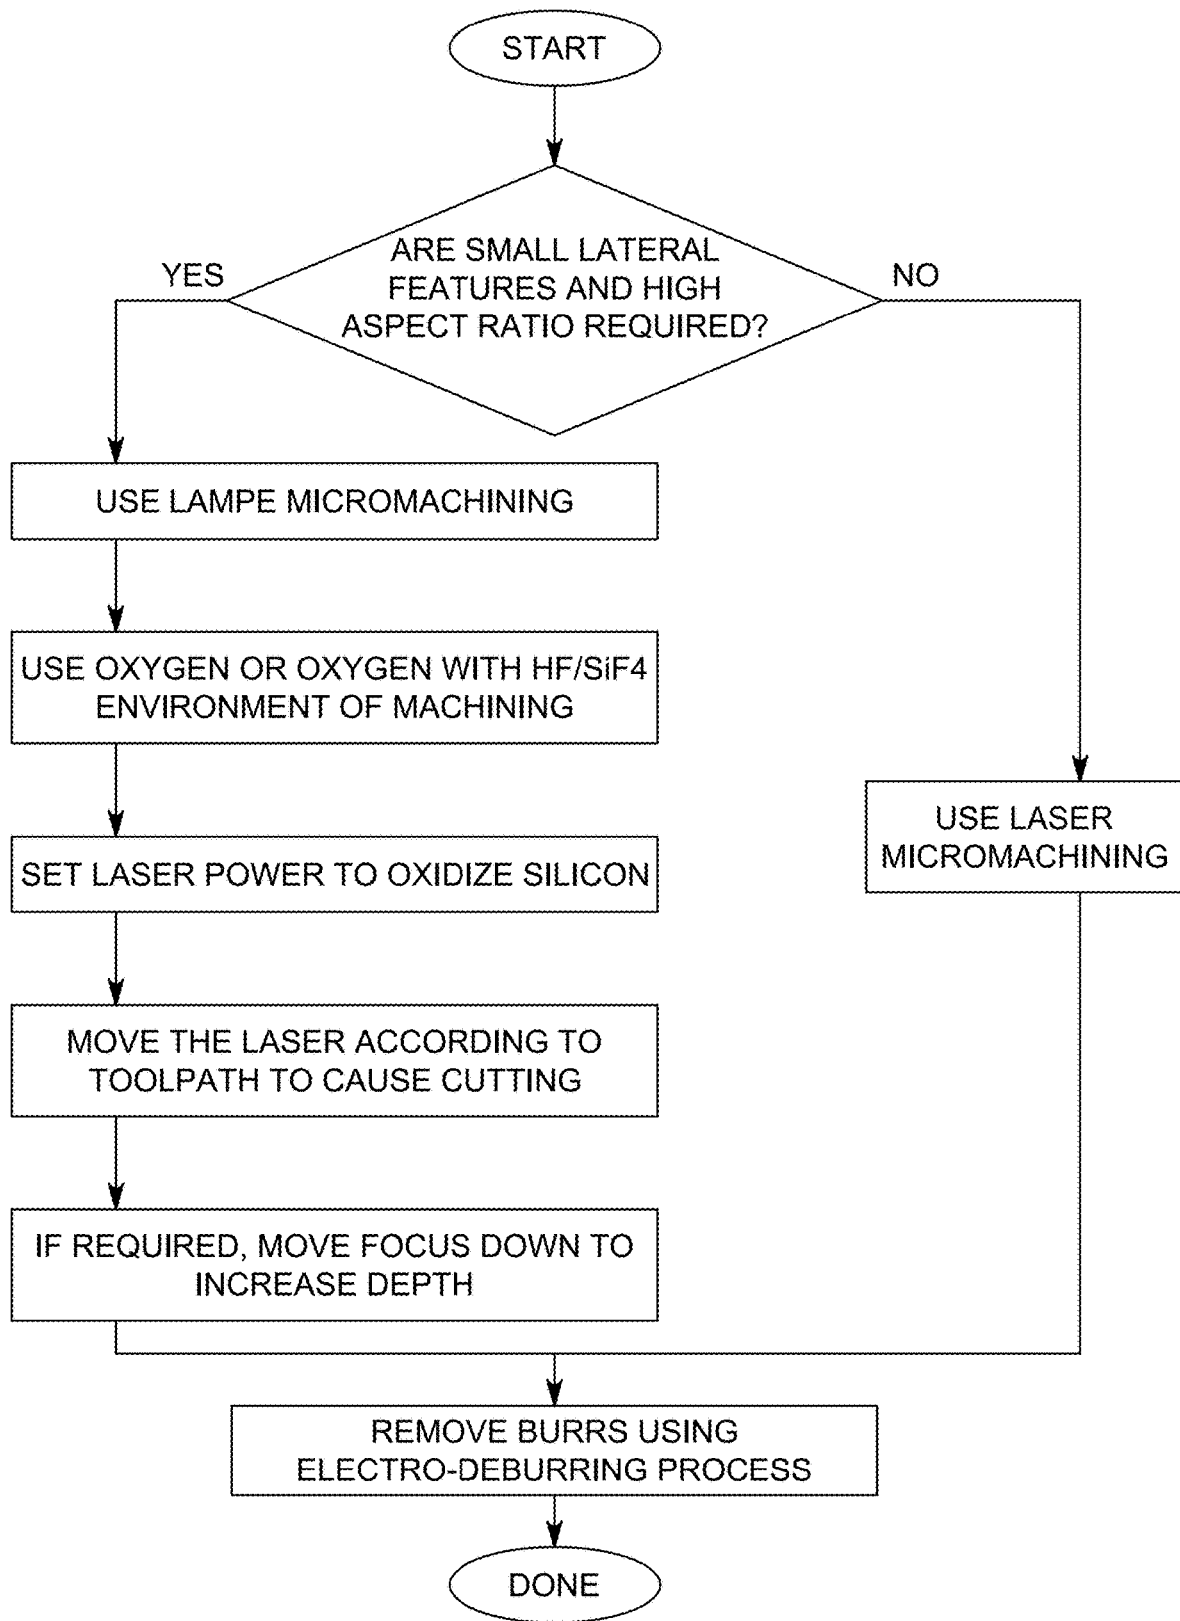 START
ARE SMALL LATERAL
FEATURES AND HIGH
ASPECT RATIO REQUIRED?
YES
NO
USE LAMPE MICROMACHINING
USE OXYGEN OR OXYGEN WITH HF/SiF4
ENVIRONMENT OF MACHINING
SET LASER POWER TO OXIDIZE SILICON
MOVE THE LASER ACCORDING TO
TOOLPATH TO CAUSE CUTTING
IF REQUIRED, MOVE FOCUS DOWN TO
INCREASE DEPTH
USE LASER
MICROMACHINING
REMOVE BURRS USING
ELECTRO-DEBURRING PROCESS
DONE